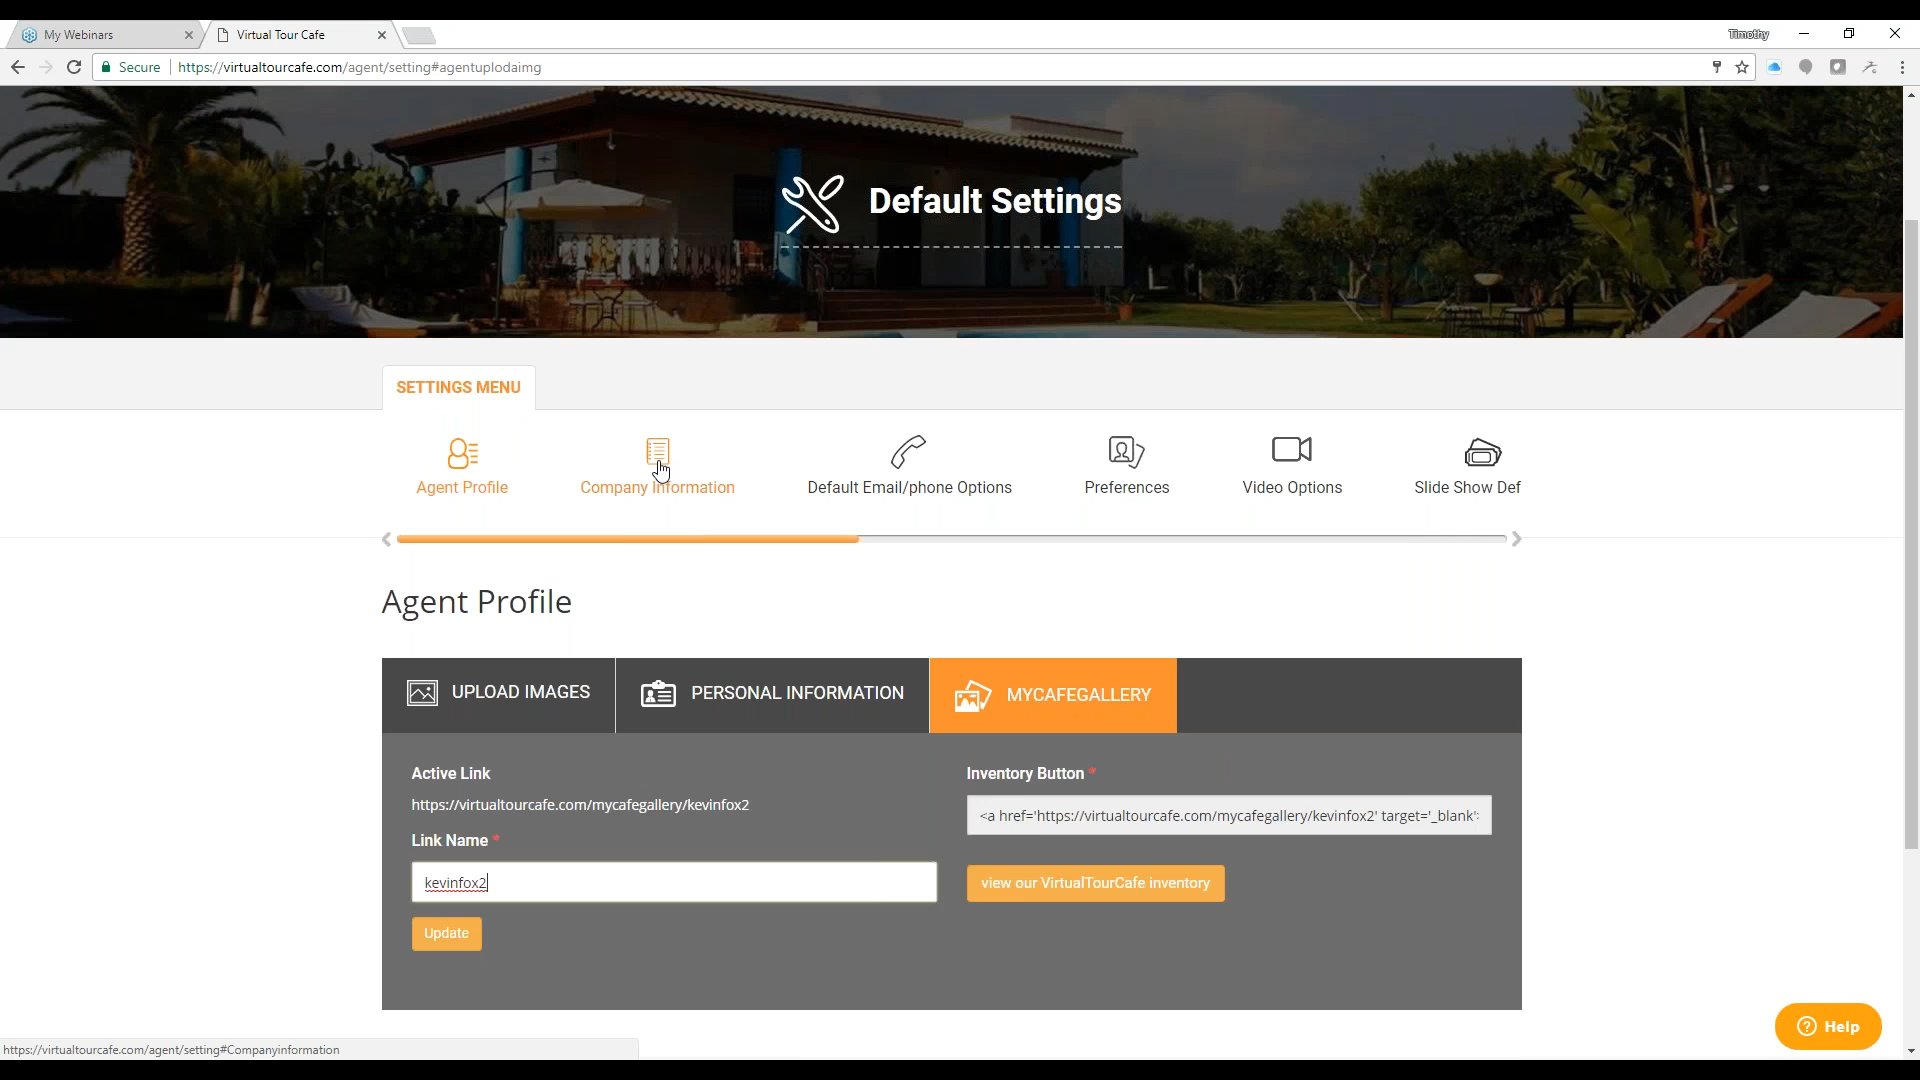 My Webinars
Virtual Tour Cafe
Timothy
Secure
https://virtualtourcafe.com/agent/setting#agentuplodaimg
Default Settings
SETTINGS MENU
Agent Profile
Company Information
Default Email/phone Options
Preferences
Video Options
Slide Show Def
Agent Profile
UPLOAD IMAGES
PERSONAL INFORMATION
MYCAFEGALLERY
Active Link
https://virtualtourcafe.com/mycafegallery/kevinfox2
Link Name *
kevinfox2
Update
Inventory Button *
<a href='https://virtualtourcafe.com/mycafegallery/kevinfox2' target='_blank'>
view our VirtualTourCafe inventory
? Help
https://virtualtourcafe.com/agent/setting#Companyinformation